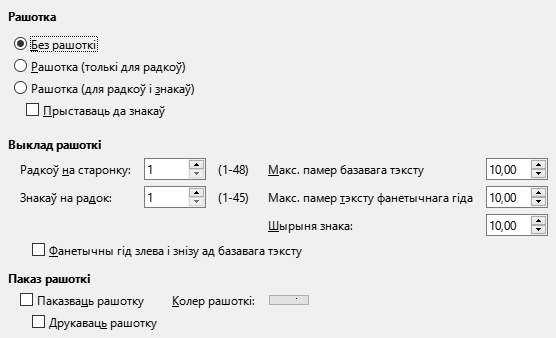 Рашотка
Без рашоткі
Рашотка (толькі для радкоў)
Рашотка (для радкоў і знакаў)
Прыставаць да знакаў
Выклад рашоткі
Радкоў на старонку: 1 (1-48) Макс. памер базавага тэксту 10,00
Знакаў на радок: 1 (1-45) Макс. памер тэксту фанетычнага гіда 10,00
Шырыня знака: 10,00
Фанетычны гід злева і знізу ад базавага тэксту
Паказ рашоткі
Паказваць рашотку Колер рашоткі:
Друкаваць рашотку